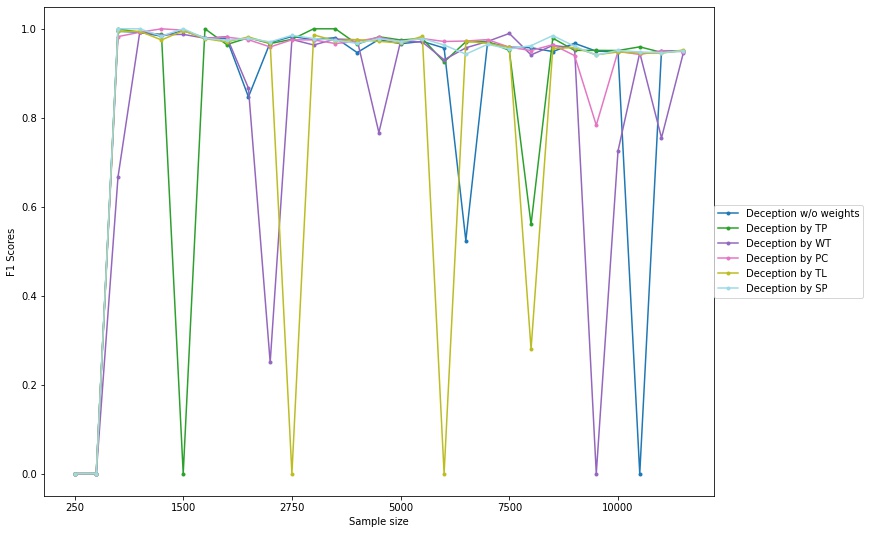 1.0
0.8
0.6
0.4
0.2
0.0
F1 Scores
250
1500
2750
5000
7500
10000
Sample size
Deception w/o weights
Deception by TP
Deception by WT
Deception by PC
Deception by TL
Deception by SP